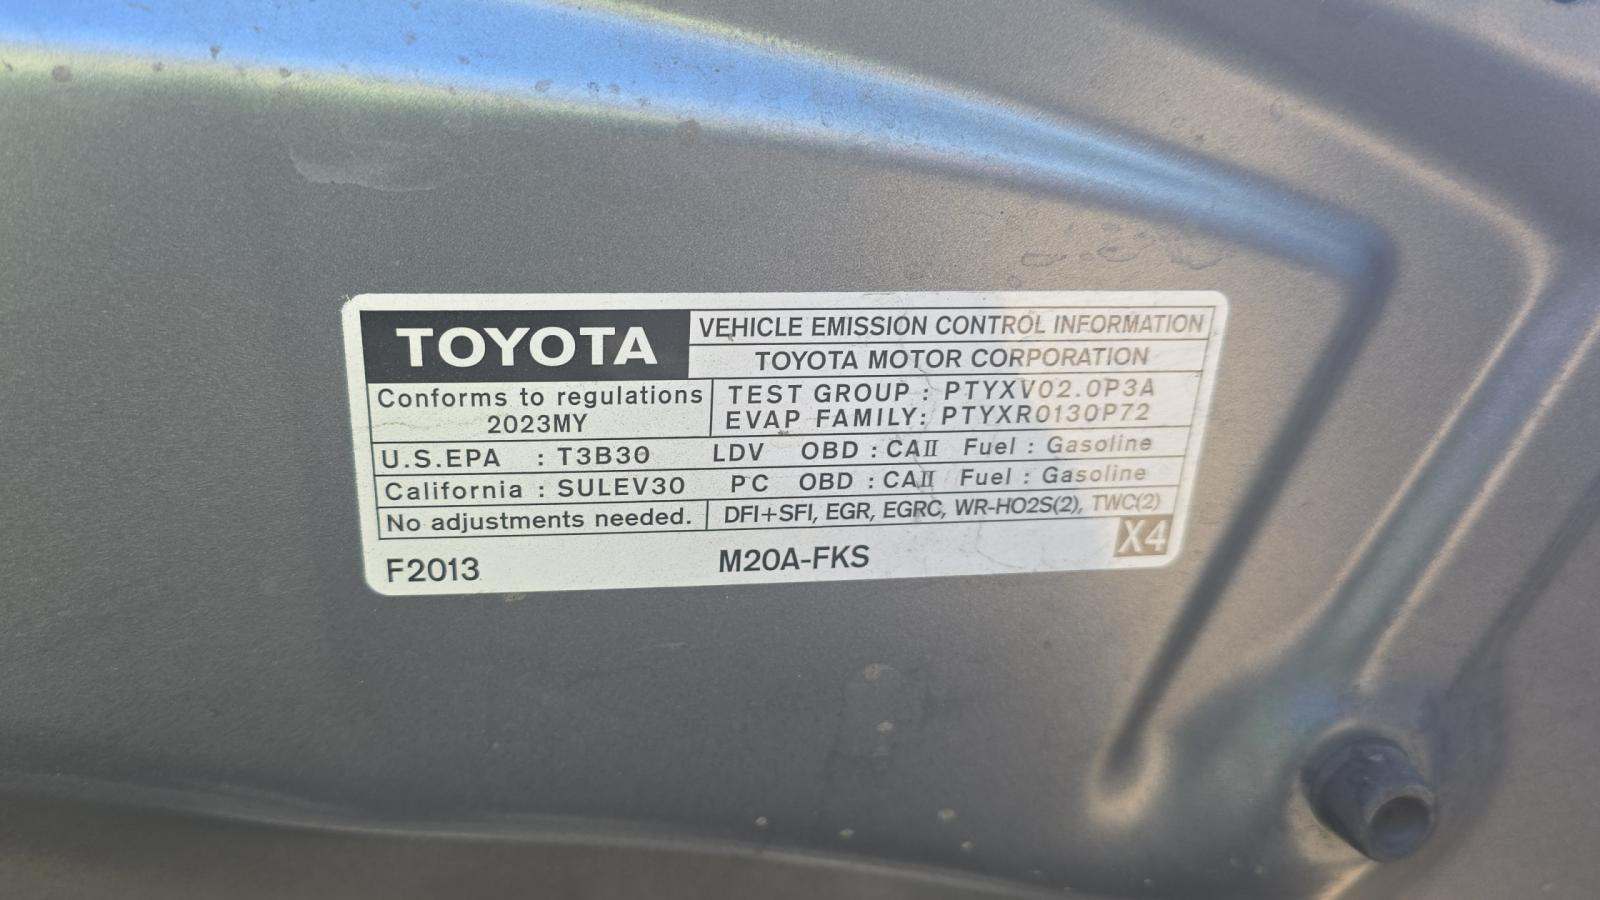 TOYOTA
VEHICLE EMISSION CONTROL INFORMATION
TOYOTA MOTOR CORPORATION
Conforms to regulations
2023MY
TEST GROUP : PTYXV02.0P3A
EVAP FAMILY: PTYXR0130P72
U.S.EPA : T3B30 LDV OBD : CAII Fuel : Gasoline
California : SULEV30 PC OBD : CAII Fuel : Gasoline
No adjustments needed. DFI+SFI, EGR, EGRC, WR-HO2S(2), TWC(2)
F2013 M20A-FKS X4